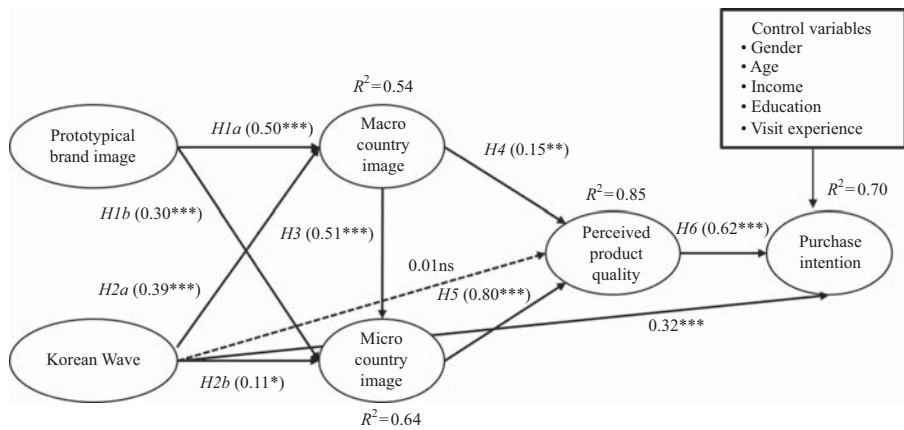 Control variables
• Gender
• Age
• Income
• Education
• Visit experience
R²=0.54
Prototypical
brand image
H1a (0.50***)
Macro
country
image
H4 (0.15**)
R²=0.85
R²=0.70
H1b (0.30***)
H3 (0.51***)
Perceived
product
quality
H6 (0.62***)
Purchase
intention
0.01ns
H2a (0.39***)
H5 (0.80***)
0.32***
Korean Wave
H2b (0.11*)
Micro
country
image
R²=0.64